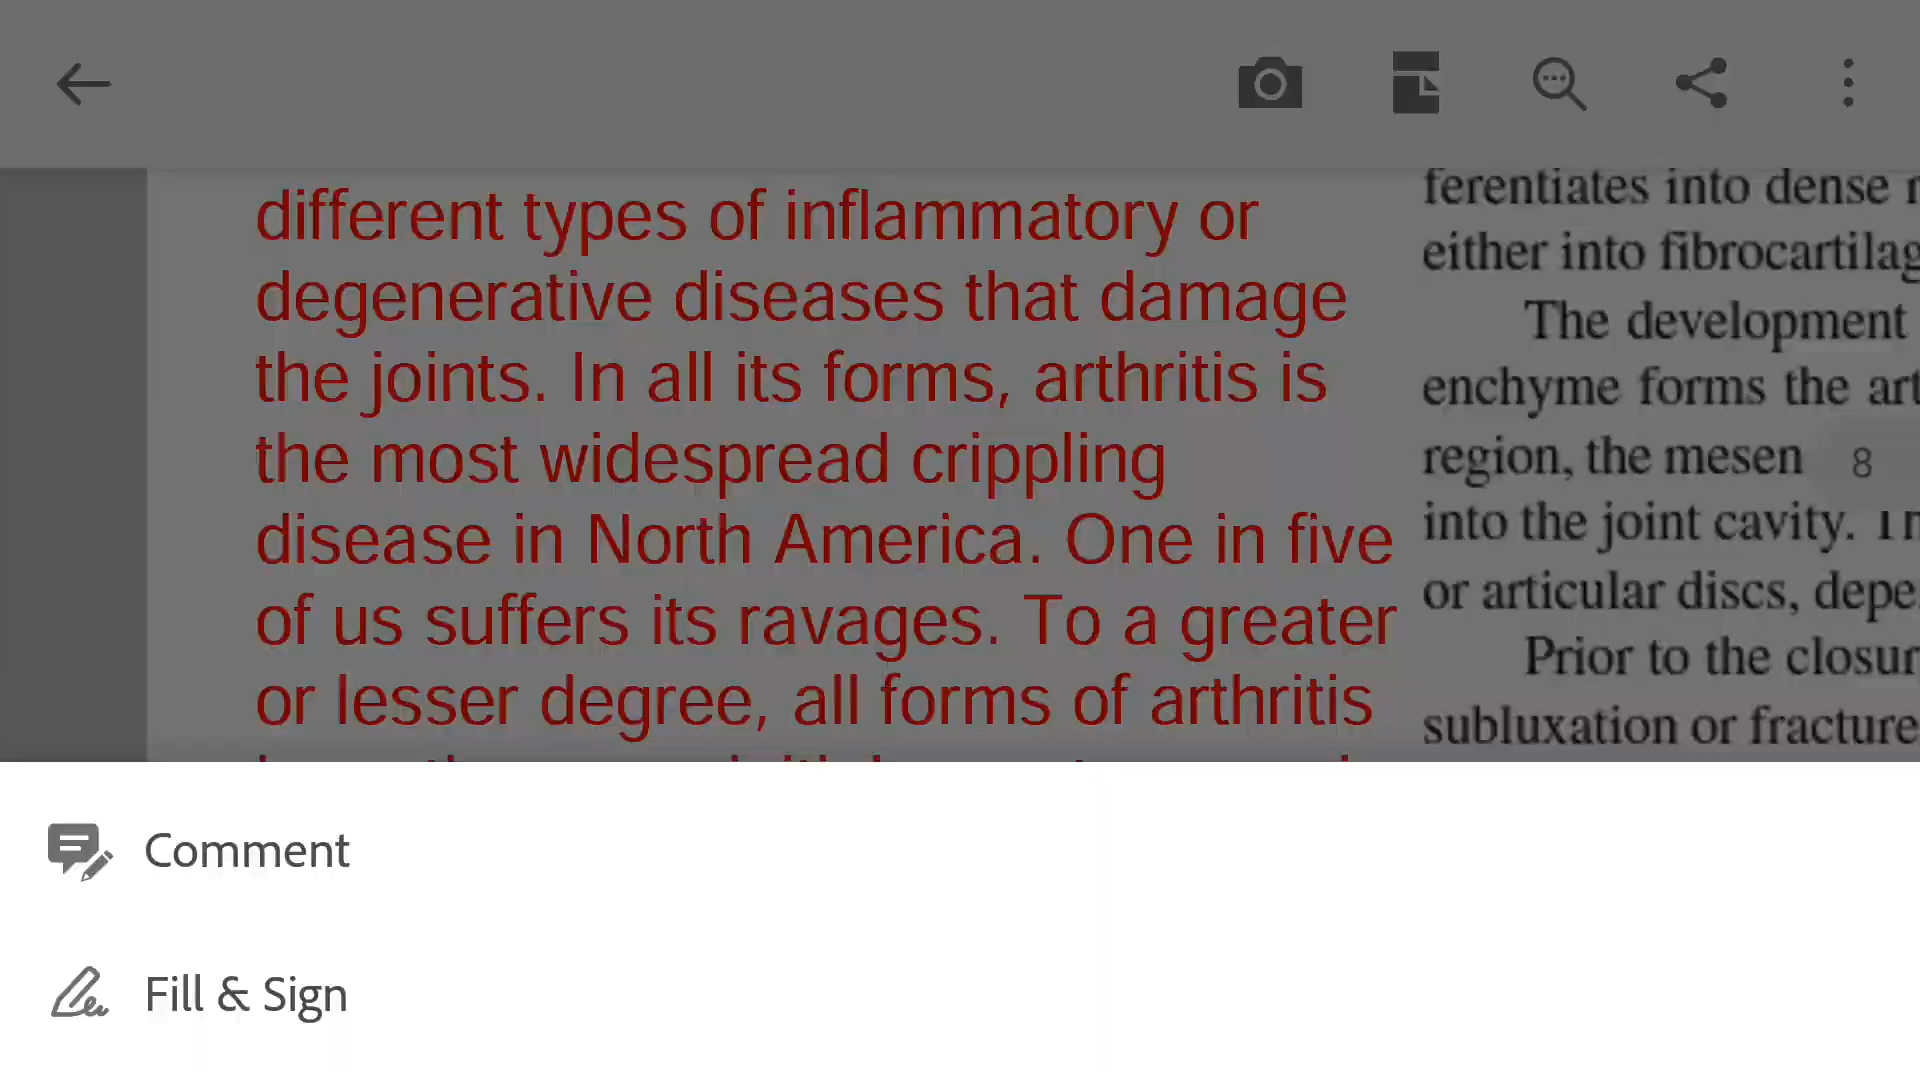 different types of inflammatory or
degenerative diseases that damage
the joints. In all its forms, arthritis is
the most widespread crippling
disease in North America. One in five
of us suffers its ravages. To a greater
or lesser degree, all forms of arthritis
ferentiates into dense
either into fibrocartilag
The development
enchyme forms the art
region, the mesen
8
into the joint cavity.
or articular discs, depe
Prior to the closur
subluxation or fracture
Comment
Fill & Sign